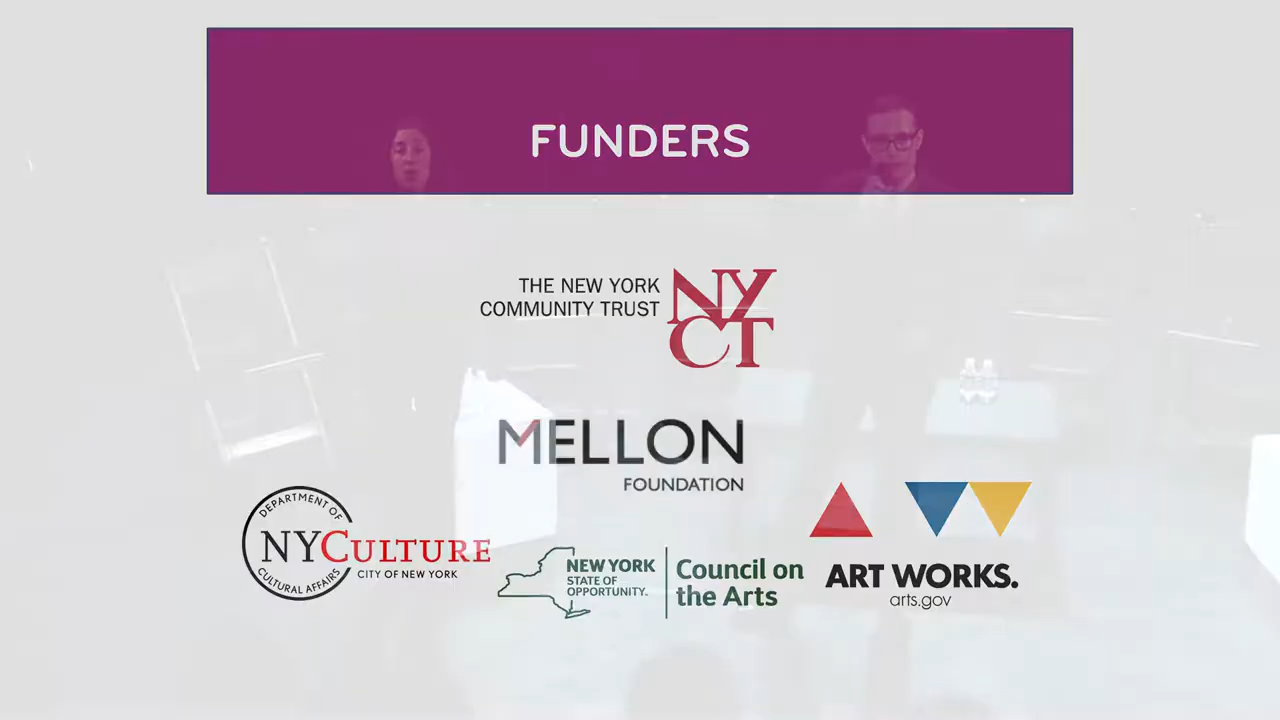 FUNDERS
THE NEW YORK
COMMUNITY TRUST
NY
CT
MELLON
FOUNDATION
DEPARTMENT OF
NYCULTURE
CULTURAL AFFAIRS
CITY OF NEW YORK
NEW YORK
STATE OF
OPPORTUNITY.
Council on
the Arts
ART WORKS.
arts.gov